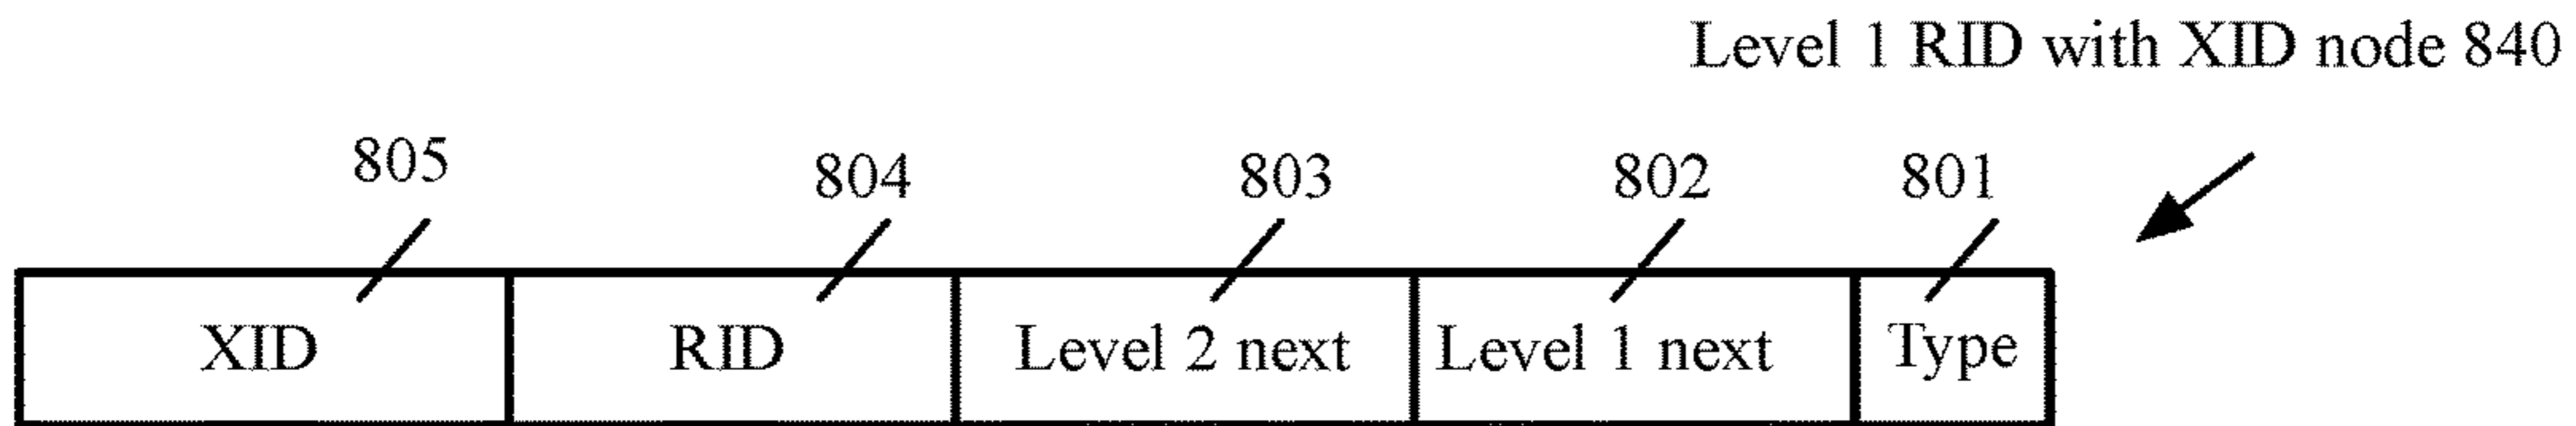 Level 1 RID with XID node 840
805 804 803 802 801
XID RID Level 2 next Level 1 next Type